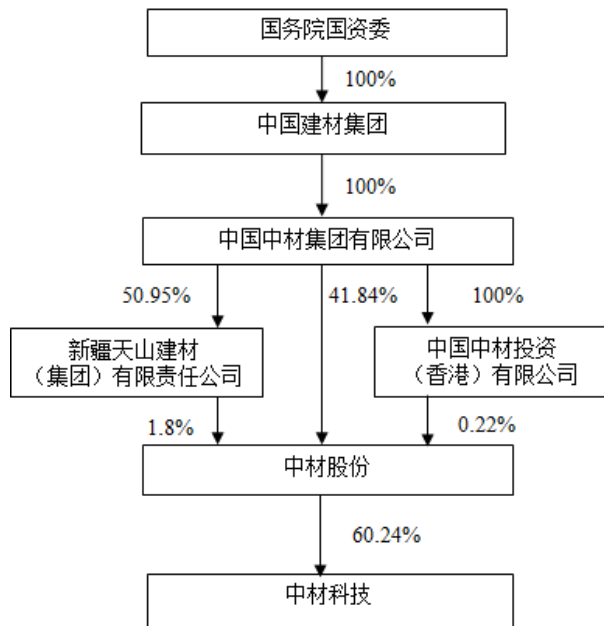 国务院国资委
100%
中国建材集团
100%
中国中材集团有限公司
50.95%
41.84%
100%
新疆天山建材
（集团）有限责任公司
中国中材投资
（香港）有限公司
1.8%
0.22%
中材股份
60.24%
中材科技